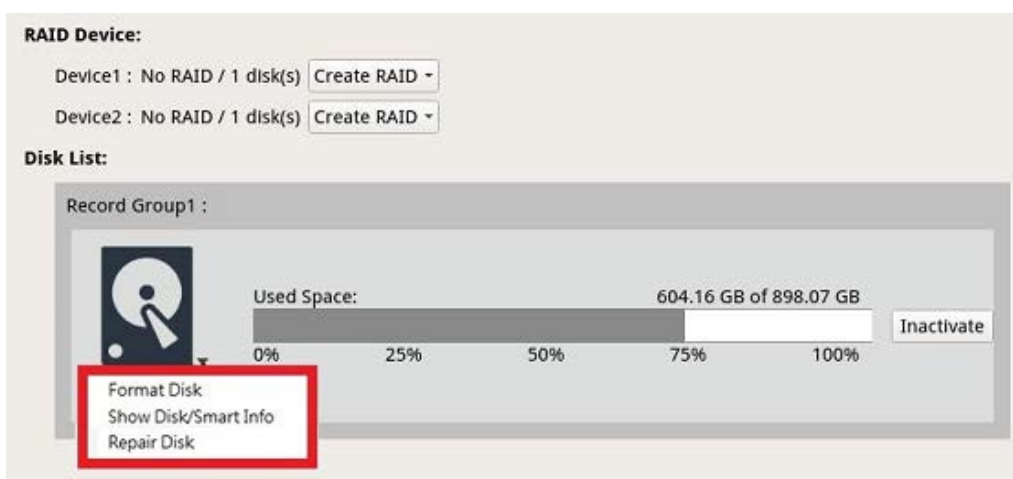 RAID Device:
Device1 : No RAID / 1 disk(s) Create RAID
Device2 : No RAID / 1 disk(s) Create RAID
Disk List:
Record Group1 :
Used Space: 604.16 GB of 898.07 GB
Inactivate
0% 25% 50% 75% 100%
Format Disk
Show Disk/Smart Info
Repair Disk